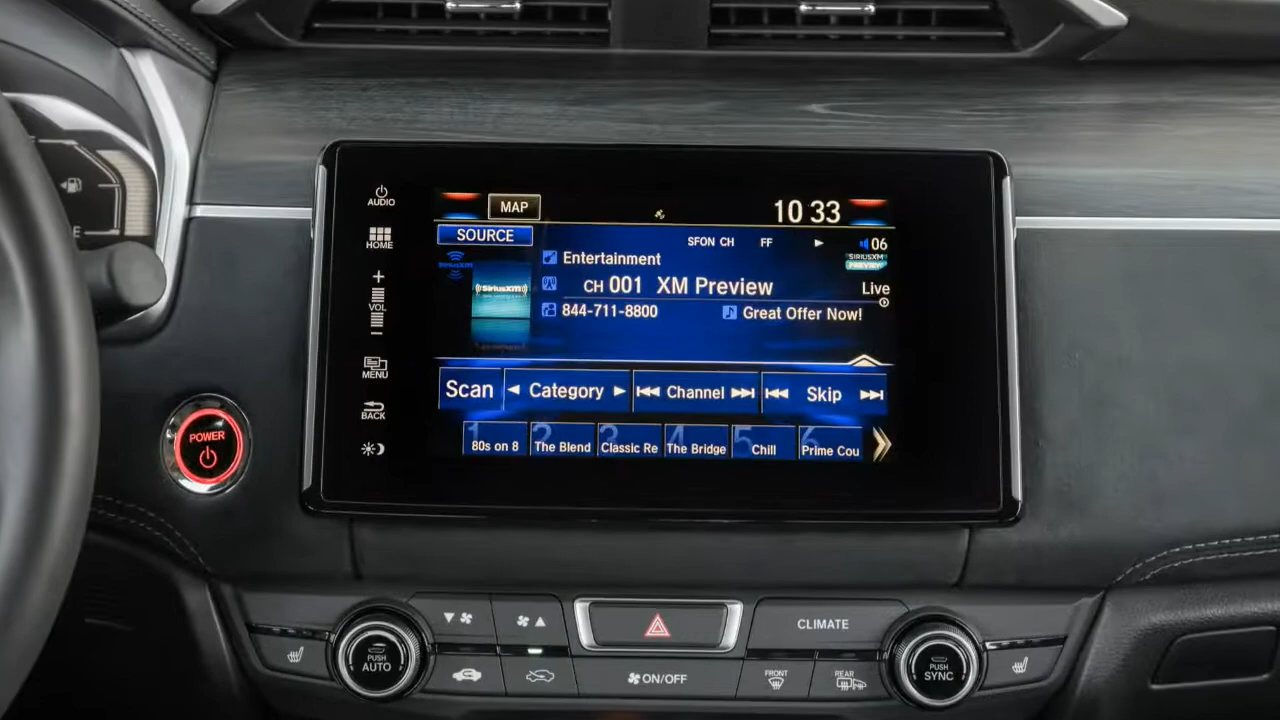 AUDIO
HOME
VOL
MENU
BACK
MAP
10 33
SOURCE
SFON CH FF
06
SIRIUSXM
PREVIEW
Entertainment
((SiriusXM))
CH 001 XM Preview
Live
844-711-8800
Great Offer Now!
Scan
Category
Channel
Skip
1 80s on 8
2 The Blend
3 Classic Re
4 The Bridge
5 Chill
6 Prime Cou
E
POWER
PUSH
AUTO
ON/OFF
CLIMATE
FRONT
REAR
PUSH
SYNC